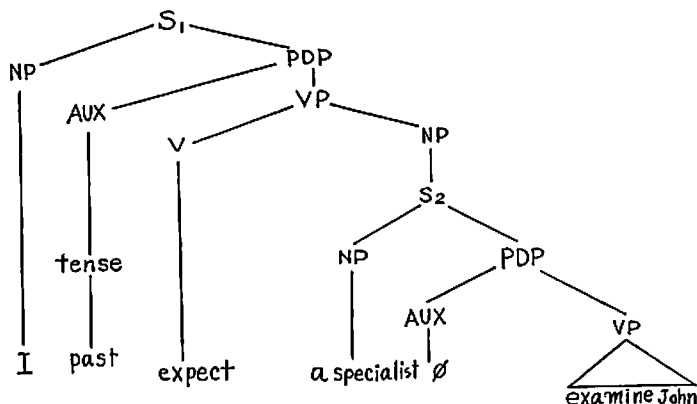 S1
NP PDP
AUX VP
V NP
S2
NP PDP
tense
AUX VP
I past expect a specialist ∅
examine John